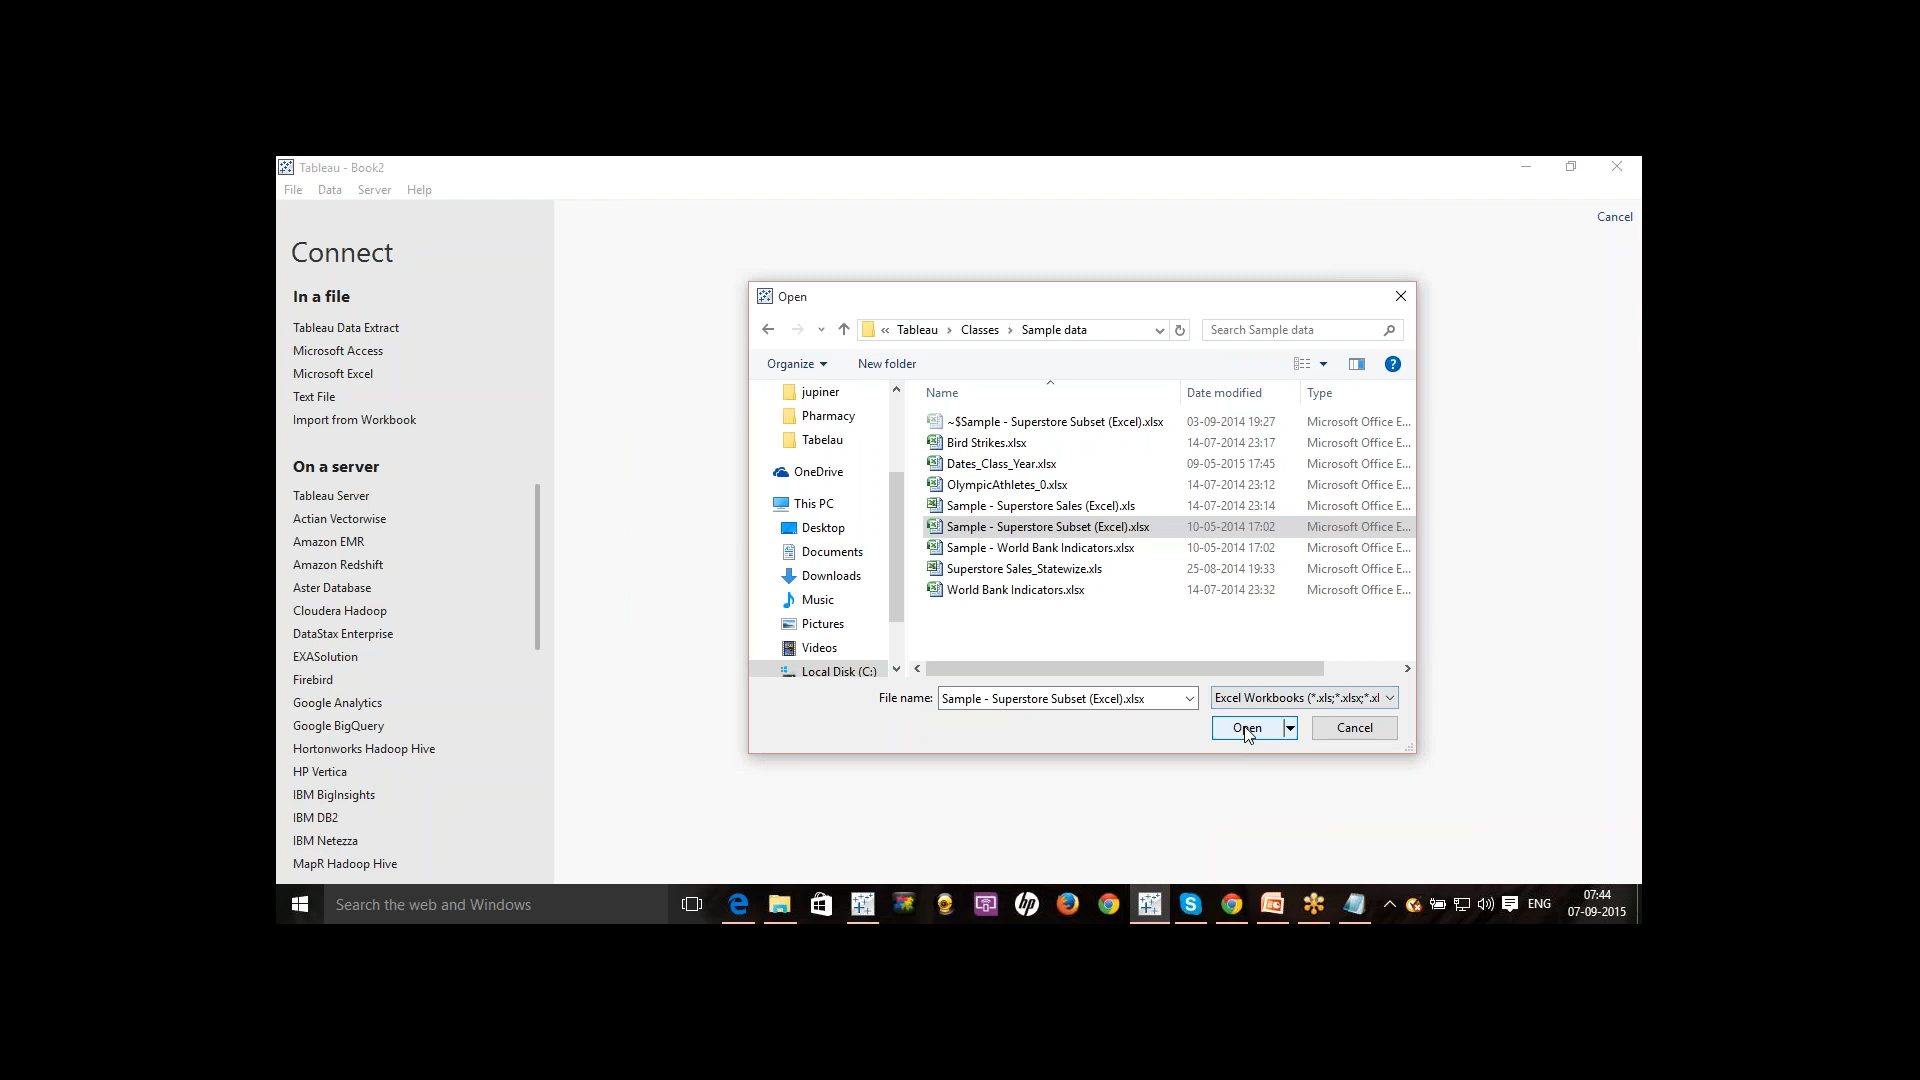 Tableau - Book2
File Data Server Help
Cancel
Connect
In a file
Tableau Data Extract
Microsoft Access
Microsoft Excel
Text File
Import from Workbook
On a server
Tableau Server
Actian Vectorwise
Amazon EMR
Amazon Redshift
Aster Database
Cloudera Hadoop
DataStax Enterprise
EXASolution
Firebird
Google Analytics
Google BigQuery
Hortonworks Hadoop Hive
HP Vertica
IBM BigInsights
IBM DB2
IBM Netezza
MapR Hadoop Hive
Open
« Tableau › Classes › Sample data
Search Sample data
Organize New folder
jupiner
Pharmacy
Tabelau
OneDrive
This PC
Desktop
Documents
Downloads
Music
Pictures
Videos
Local Disk (C:)
Name Date modified Type
~$Sample - Superstore Subset (Excel).xlsx 03-09-2014 19:27 Microsoft Office E...
Bird Strikes.xlsx 14-07-2014 23:17 Microsoft Office E...
Dates_Class_Year.xlsx 09-05-2015 17:45 Microsoft Office E...
OlympicAthletes_0.xlsx 14-07-2014 23:12 Microsoft Office E...
Sample - Superstore Sales (Excel).xls 14-07-2014 23:14 Microsoft Office E...
Sample - Superstore Subset (Excel).xlsx 10-05-2014 17:02 Microsoft Office E...
Sample - World Bank Indicators.xlsx 10-05-2014 17:02 Microsoft Office E...
Superstore Sales_Statewize.xls 25-08-2014 19:33 Microsoft Office E...
World Bank Indicators.xlsx 14-07-2014 23:32 Microsoft Office E...
File name: Sample - Superstore Subset (Excel).xlsx Excel Workbooks (*.xls;*.xlsx;*.xl
Open Cancel
Search the web and Windows
ENG
07:44
07-09-2015